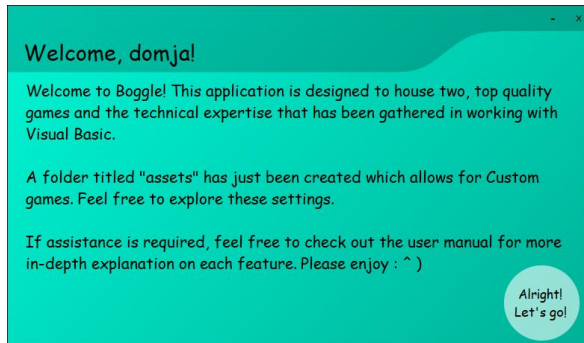 - x
Welcome, domja!
Welcome to Boggle! This application is designed to house two, top quality
games and the technical expertise that has been gathered in working with
Visual Basic.
A folder titled "assets" has just been created which allows for Custom
games. Feel free to explore these settings.
If assistance is required, feel free to check out the user manual for more
in-depth explanation on each feature. Please enjoy : ^ )
Alright!
Let's go!